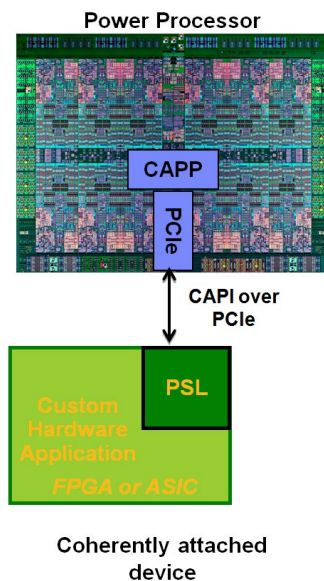 Power Processor
CAPP
PCIe
CAPI over
PCIe
PSL
Custom
Hardware
Application
FPGA or ASIC
Coherently attached
device